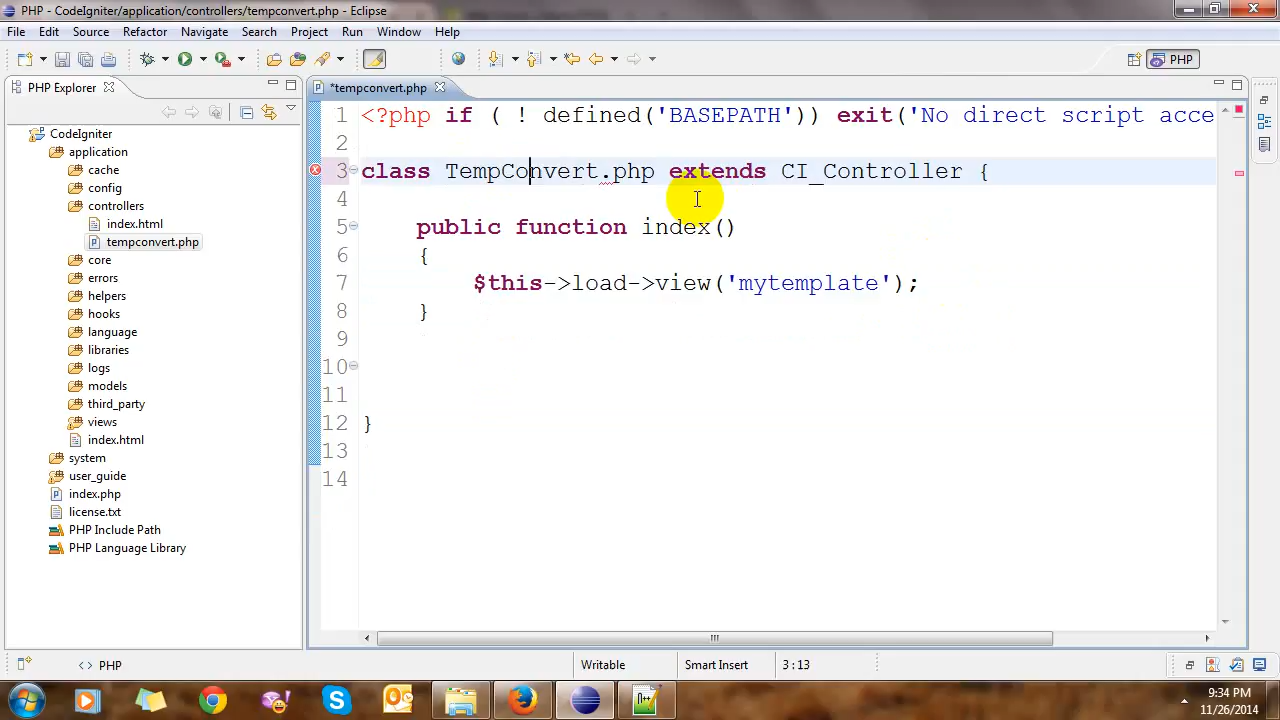 PHP - CodeIgniter/application/controllers/tempconvert.php - Eclipse
File Edit Source Refactor Navigate Search Project Run Window Help
PHP
PHP Explorer
*tempconvert.php
CodeIgniter
application
cache
config
controllers
index.html
tempconvert.php
core
errors
helpers
hooks
language
libraries
logs
models
third_party
views
index.html
system
user_guide
index.php
license.txt
PHP Include Path
PHP Language Library
1 <?php if ( ! defined('BASEPATH')) exit('No direct script acce
2
3 class TempConvert.php extends CI_Controller {
4
5 public function index()
6 {
7 $this->load->view('mytemplate');
8 }
9
10
11
12 }
13
14
<> PHP
Writable Smart Insert 3:13
9:34 PM
11/26/2014